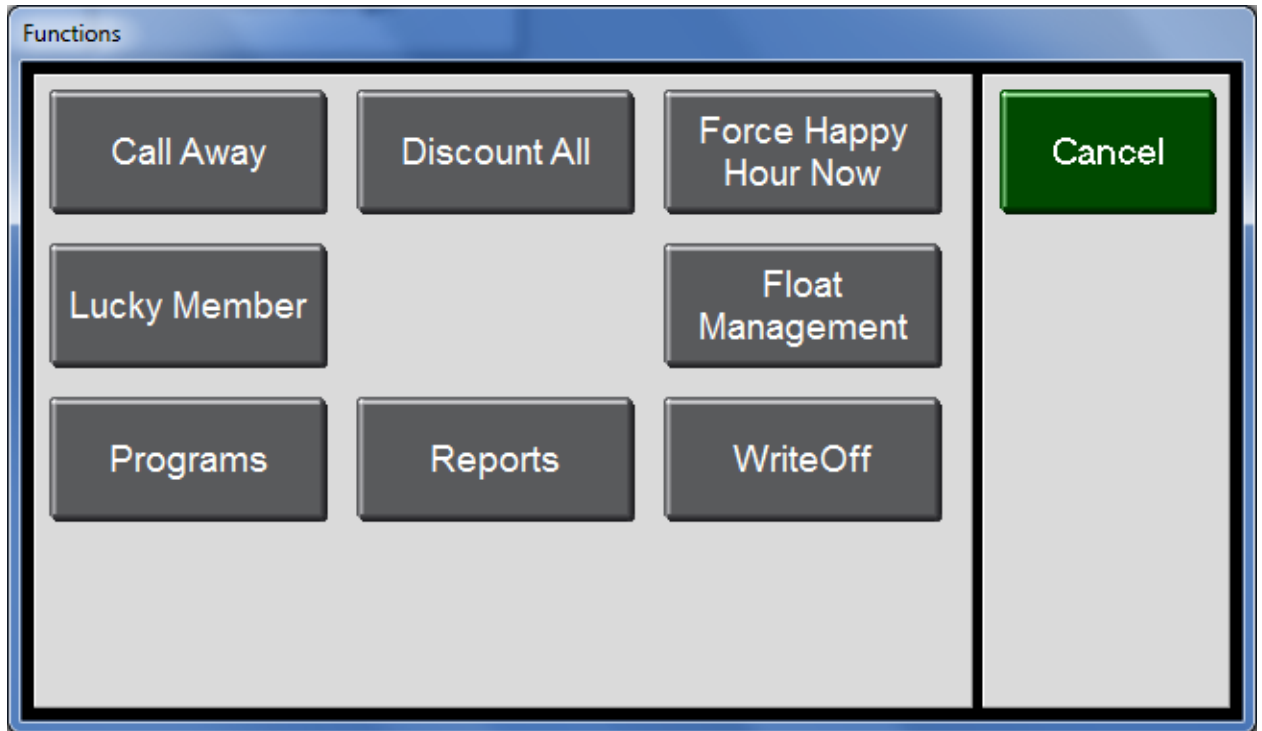 Functions
Call Away
Discount All
Force Happy
Hour Now
Cancel
Lucky Member
Float
Management
Programs
Reports
WriteOff